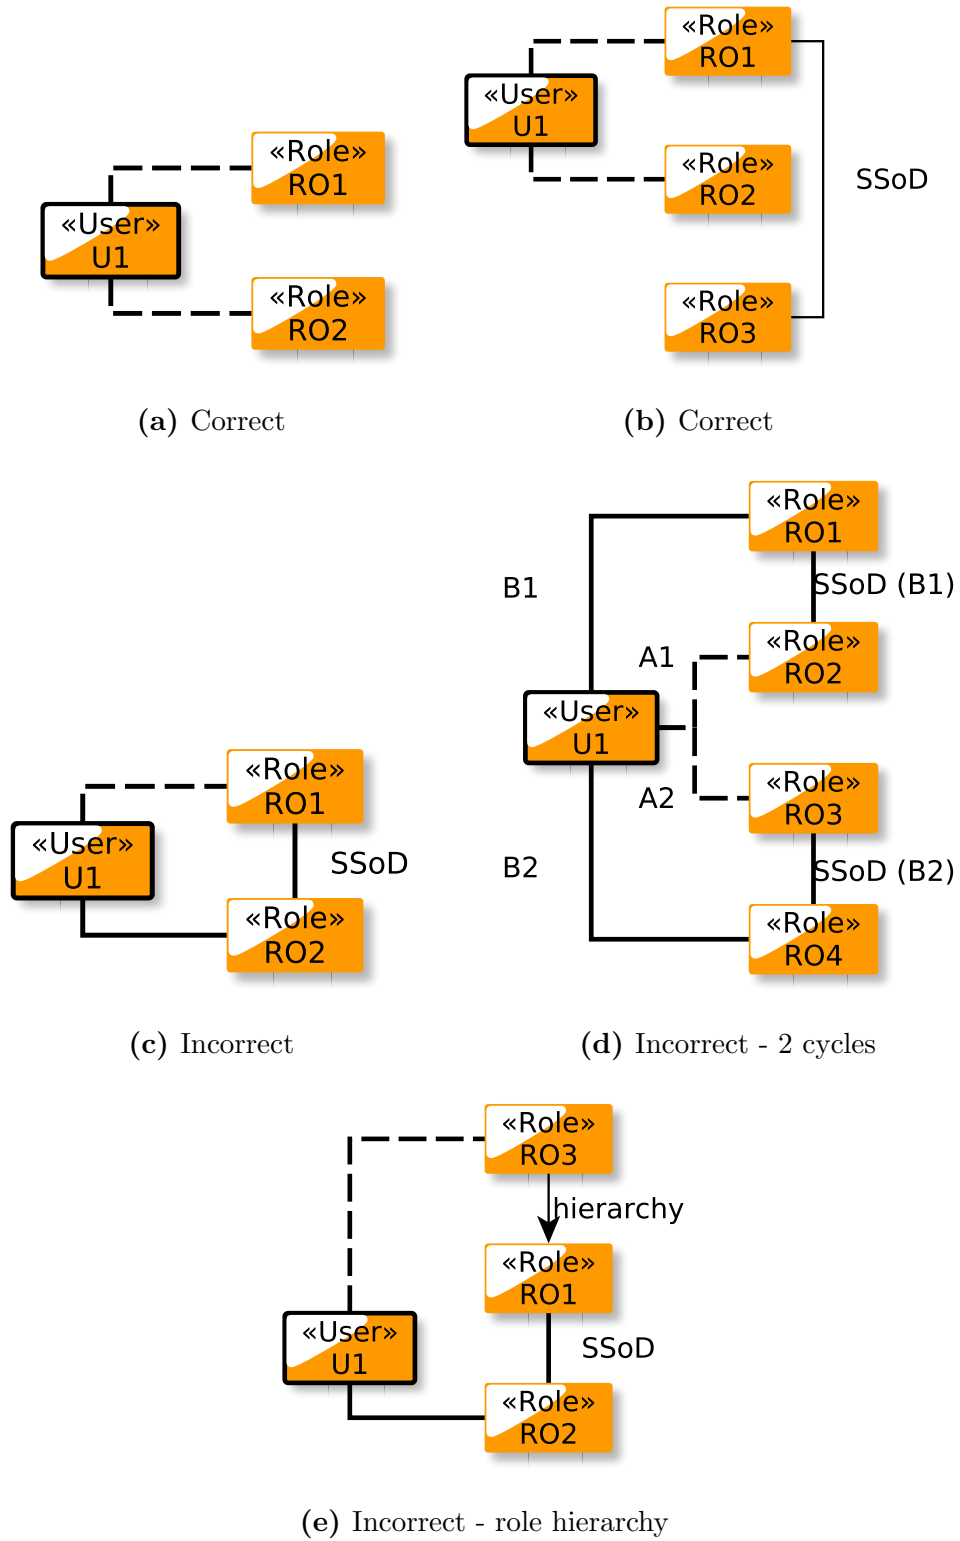 «Role»
RO1
«User»
U1
«Role»
RO2
(a) Correct
«Role»
RO1
«User»
U1
«Role»
RO2
SSoD
«Role»
RO3
(b) Correct
«Role»
RO1
«User»
U1
SSoD
«Role»
RO2
(c) Incorrect
«Role»
RO1
B1
SSoD (B1)
A1
«Role»
RO2
«User»
U1
A2
«Role»
RO3
B2
SSoD (B2)
«Role»
RO4
(d) Incorrect - 2 cycles
«Role»
RO3
hierarchy
«Role»
RO1
«User»
U1
SSoD
«Role»
RO2
(e) Incorrect - role hierarchy